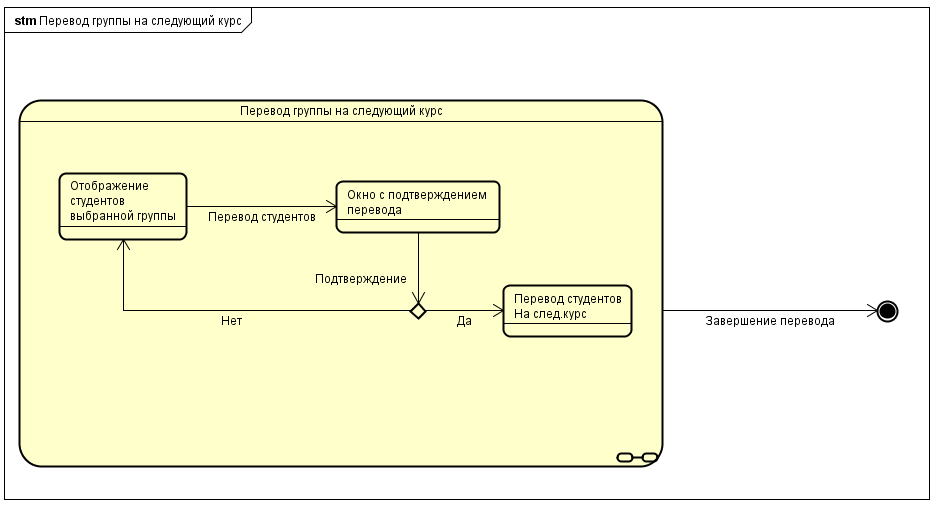 stm Перевод группы на следующий курс
Перевод группы на следующий курс
Отображение
студентов
выбранной группы
Перевод студентов
Окно с подтверждением
перевода
Подтверждение
Нет
Да
Перевод студентов
На след.курс
Завершение перевода